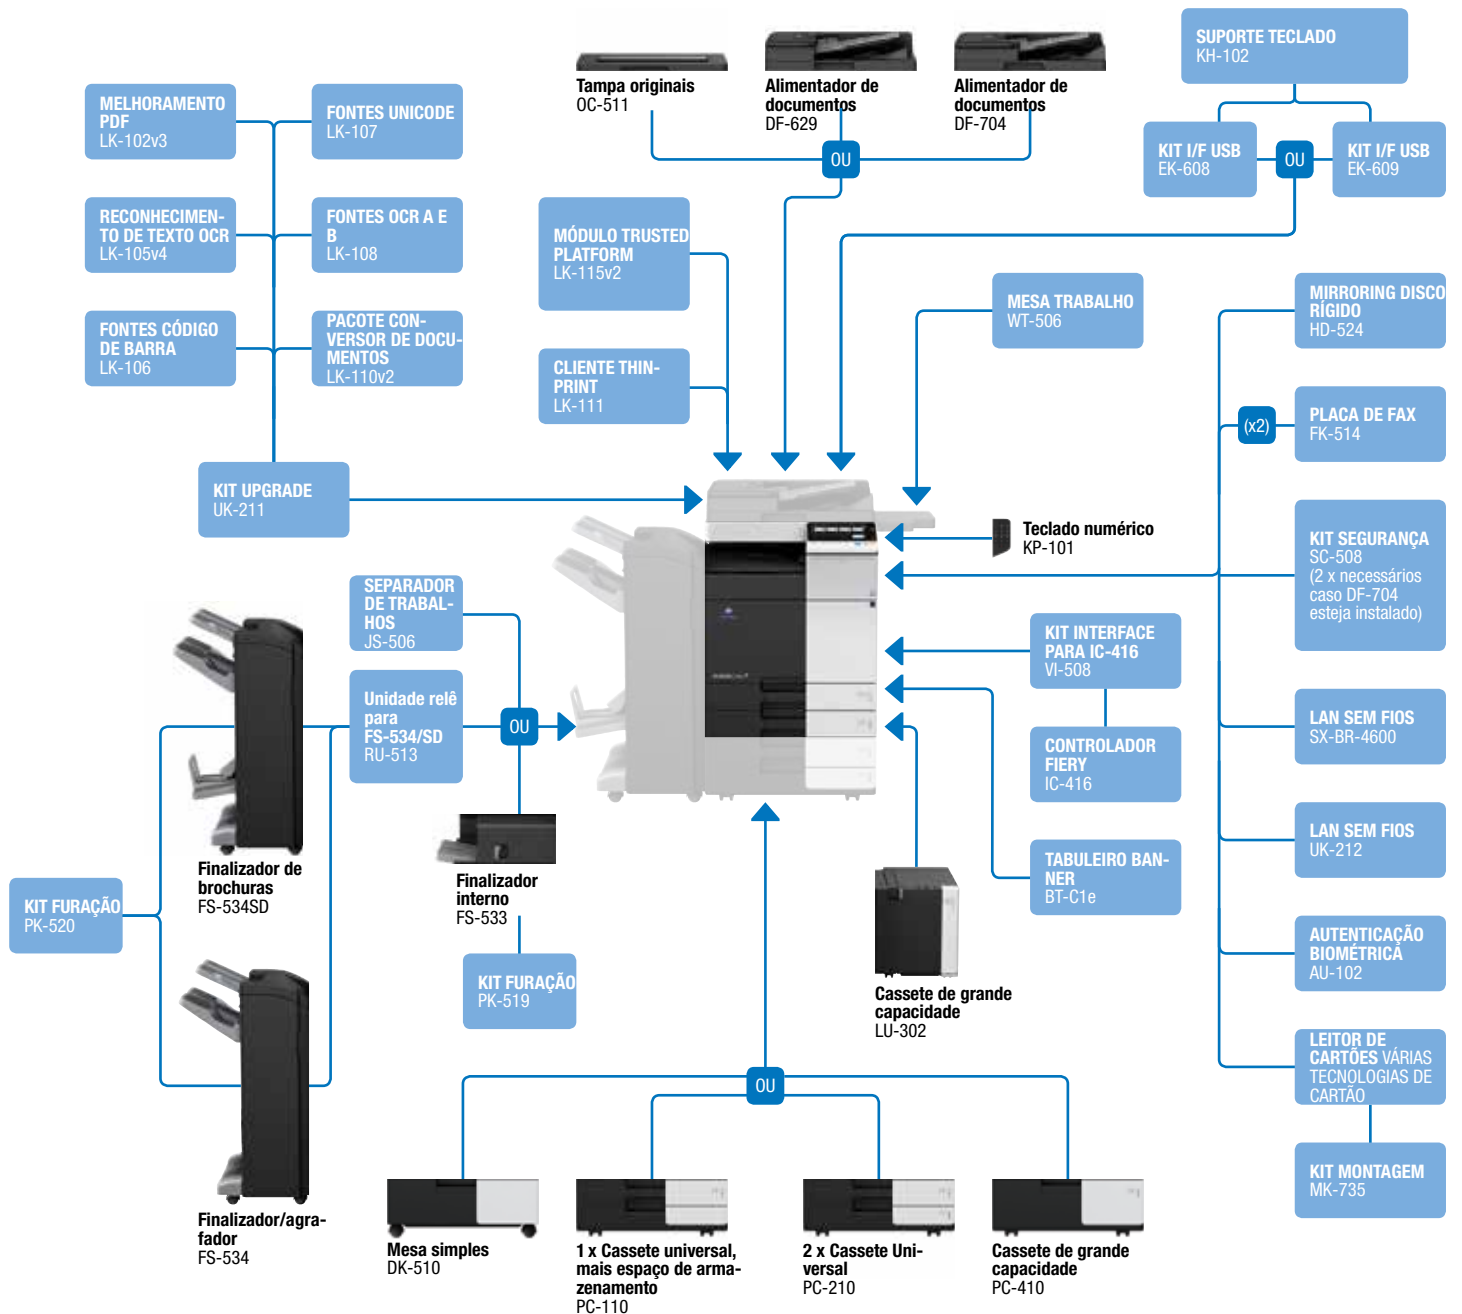 Tampa originais
OC-511
Alimentador de
documentos
DF-629
Alimentador de
documentos
DF-704
OU
SUPORTE TECLADO
KH-102
KIT I/F USB
EK-608
OU
KIT I/F USB
EK-609
MELHORAMENTO
PDF
LK-102v3
FONTES UNICODE
LK-107
RECONHECIMEN-
TO DE TEXTO OCR
LK-105v4
FONTES OCR A E
B
LK-108
FONTES CÓDIGO
DE BARRA
LK-106
PACOTE CON-
VERSOR DE DOCU-
MENTOS
LK-110v2
KIT UPGRADE
UK-211
MÓDULO TRUSTED
PLATFORM
LK-115v2
CLIENTE THIN-
PRINT
LK-111
MESA TRABALHO
WT-506
Teclado numérico
KP-101
MIRRORING DISCO
RÍGIDO
HD-524
(x2)
PLACA DE FAX
FK-514
KIT SEGURANÇA
SC-508
(2 x necessários
caso DF-704
esteja instalado)
LAN SEM FIOS
SX-BR-4600
LAN SEM FIOS
UK-212
AUTENTICAÇÃO
BIOMÉTRICA
AU-102
LEITOR DE
CARTÕES VÁRIAS
TECNOLOGIAS DE
CARTÃO
KIT MONTAGEM
MK-735
KIT INTERFACE
PARA IC-416
VI-508
CONTROLADOR
FIERY
IC-416
TABULEIRO BAN-
NER
BT-C1e
Cassete de grande
capacidade
LU-302
SEPARADOR
DE TRABAL-
HOS
JS-506
Unidade relê
para
FS-534/SD
RU-513
OU
Finalizador
interno
FS-533
KIT FURAÇÃO
PK-519
Finalizador de
brochuras
FS-534SD
KIT FURAÇÃO
PK-520
Finalizador/agra-
fador
FS-534
OU
Mesa simples
DK-510
1 x Cassete universal,
mais espaço de arma-
zenamento
PC-110
2 x Cassete Uni-
versal
PC-210
Cassete de grande
capacidade
PC-410